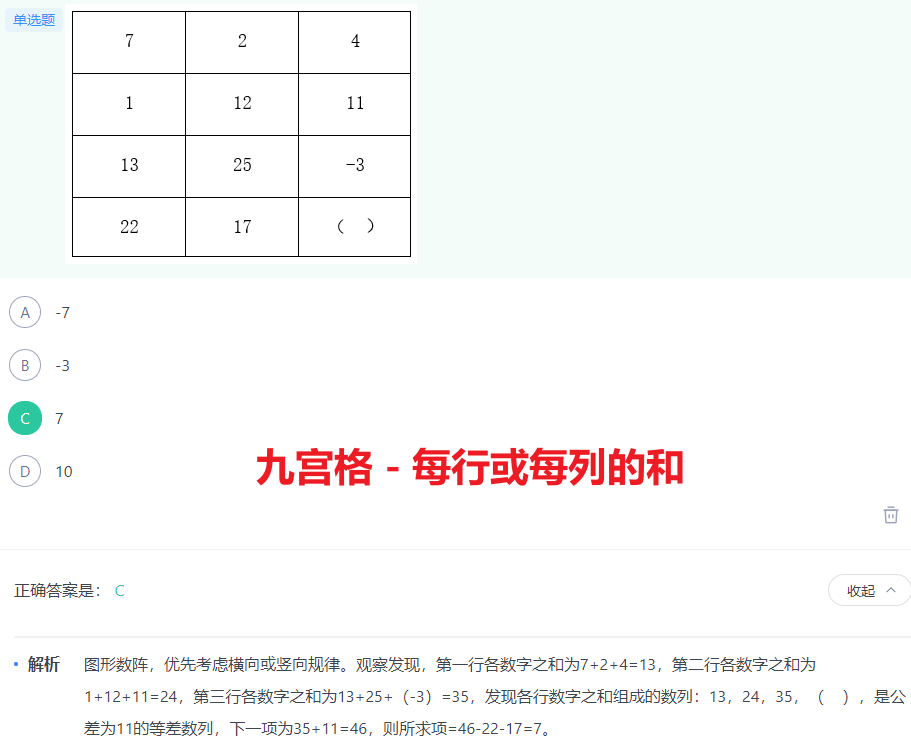 单选题
7 2 4
1 12 11
13 25 -3
22 17 （ ）
A -7
B -3
C 7
D 10
九宫格 - 每行或每列的和
正确答案是： C
收起
解析 图形数阵，优先考虑横向或竖向规律。观察发现，第一行各数字之和为7+2+4=13，第二行各数字之和为
1+12+11=24，第三行各数字之和为13+25+（-3）=35，发现各行数字之和组成的数列：13，24，35，（ ），是公
差为11的等差数列，下一项为35+11=46，则所求项=46-22-17=7。